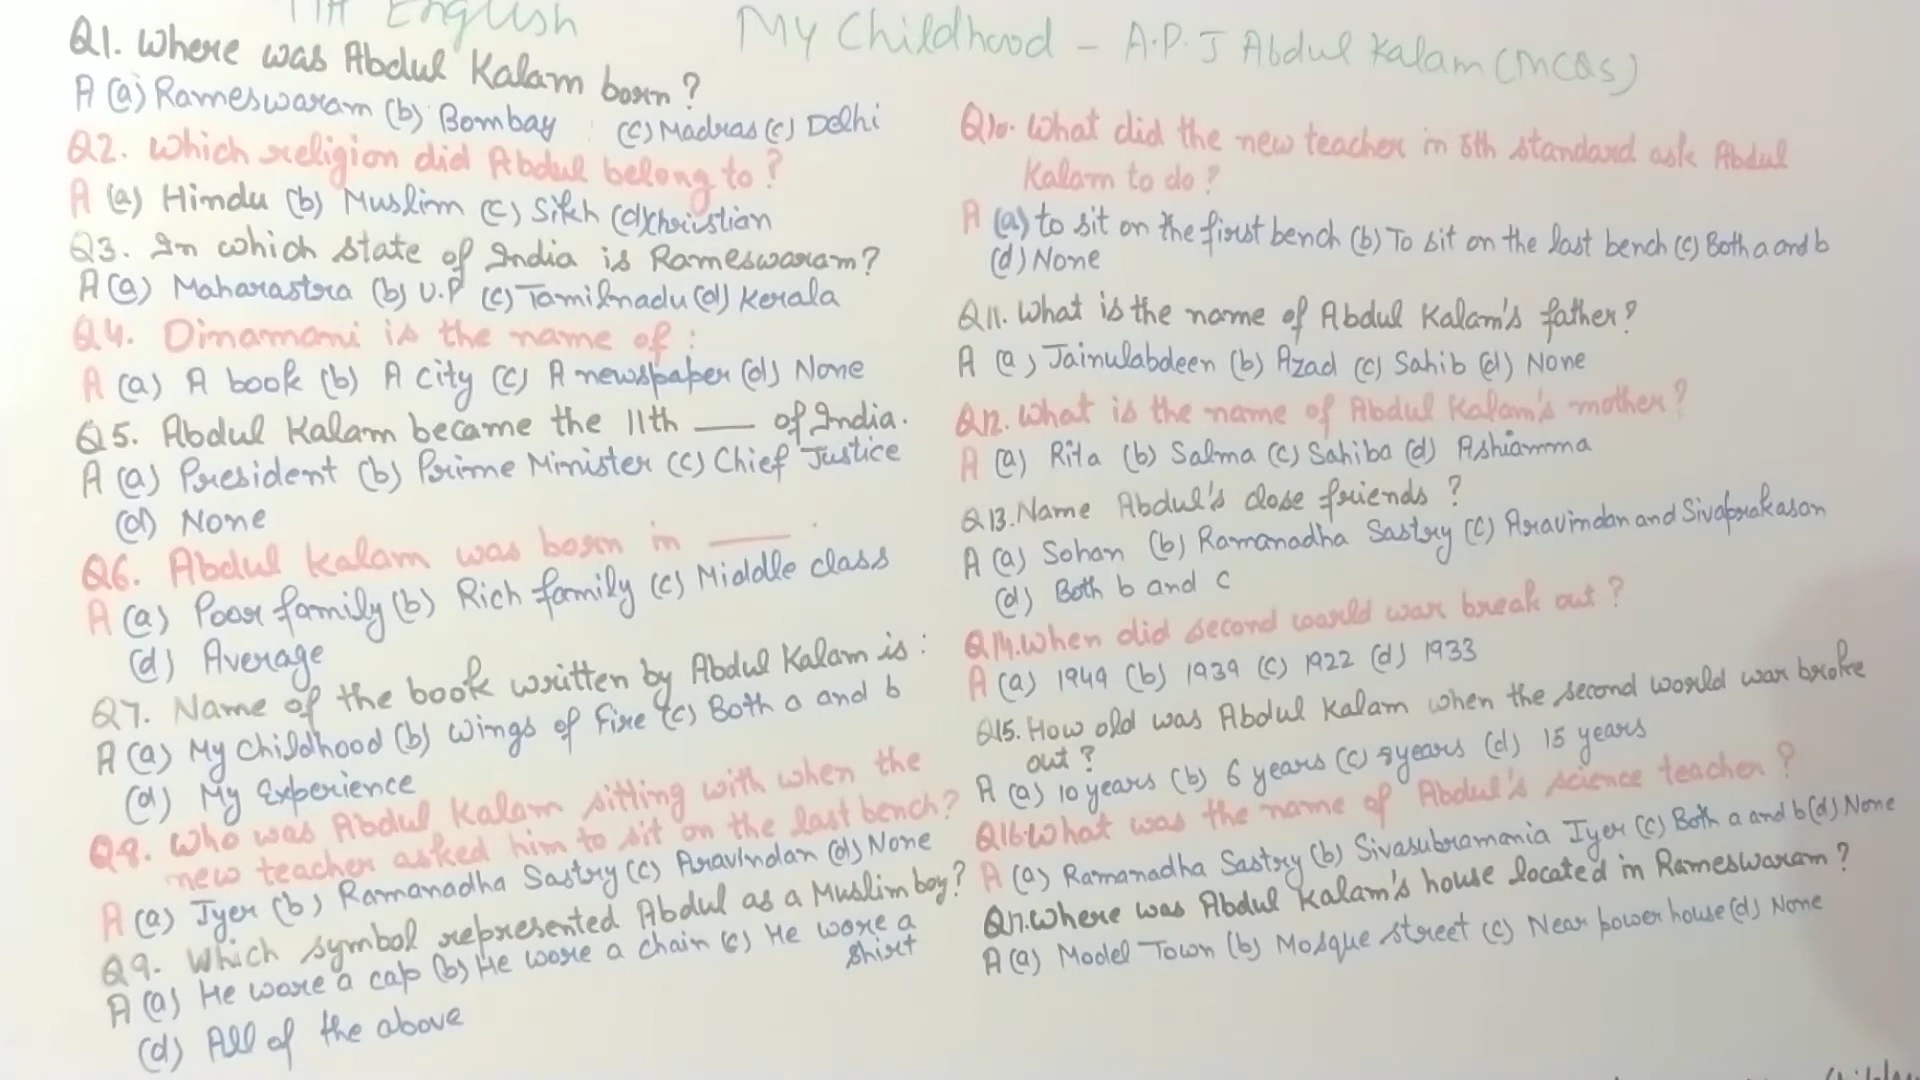 English
My Childhood - A.P.J Abdul Kalam (MCQs)
Q1. Where was Abdul Kalam born?
A (a) Rameswaram (b) Bombay (c) Madras (c) Delhi
Q2. Which religion did Abdul belong to?
A (a) Hindu (b) Muslim (c) Sikh (d) Christian
Q3. In which state of India is Rameswaram?
A (a) Maharastra (b) U.P (c) Tamilnadu (d) Kerala
Q4. Dinamani is the name of :
A (a) A book (b) A city (c) A newspaper (d) None
Q5. Abdul Kalam became the 11th ___ of India.
A (a) President (b) Prime Minister (c) Chief Justice
(d) None
Q6. Abdul Kalam was born in ____.
A (a) Poor family (b) Rich family (c) Middle class
(d) Average
Q7. Name of the book written by Abdul Kalam is :
A (a) My Childhood (b) Wings of Fire (c) Both a and b
(d) My Experience
Q8. Who was Abdul Kalam sitting with when the
new teacher asked him to sit on the last bench?
A (a) Iyer (b) Ramanadha Sastry (c) Aravindan (d) None
Q9. Which symbol represented Abdul as a Muslim boy?
A (a) He wore a cap (b) He wore a chain (c) He wore a
shirt
(d) All of the above
Q10. What did the new teacher in 5th standard ask Abdul
Kalam to do?
A (a) to sit on the first bench (b) To sit on the last bench (c) Both a and b
(d) None
Q11. What is the name of Abdul Kalam's father?
A (a) Jainulabdeen (b) Azad (c) Sahib (d) None
Q12. What is the name of Abdul Kalam's mother?
A (a) Rita (b) Salma (c) Sahiba (d) Ashiamma
Q13. Name Abdul's close friends ?
A (a) Sohan (b) Ramanadha Sastry (c) Aravindan and Sivaprakasan
(d) Both b and c
Q14. When did second world war break out ?
A (a) 1949 (b) 1939 (c) 1922 (d) 1933
Q15. How old was Abdul Kalam when the second world war broke
out ?
A (a) 10 years (b) 6 years (c) 8 years (d) 15 years
Q16. What was the name of Abdul's science teacher ?
A (a) Ramanadha Sastry (b) Sivasubramania Iyer (c) Both a and b (d) None
Q17. Where was Abdul Kalam's house located in Rameswaram ?
A (a) Model Town (b) Mosque street (c) Near power house (d) None